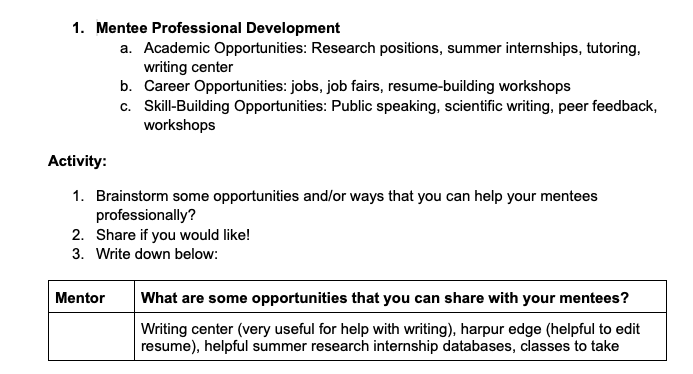 1. Mentee Professional Development
a. Academic Opportunities: Research positions, summer internships, tutoring,
writing center
b. Career Opportunities: jobs, job fairs, resume-building workshops
c. Skill-Building Opportunities: Public speaking, scientific writing, peer feedback,
workshops
Activity:
1. Brainstorm some opportunities and/or ways that you can help your mentees
professionally?
2. Share if you would like!
3. Write down below:
Mentor What are some opportunities that you can share with your mentees?
Writing center (very useful for help with writing), harpur edge (helpful to edit
resume), helpful summer research internship databases, classes to take